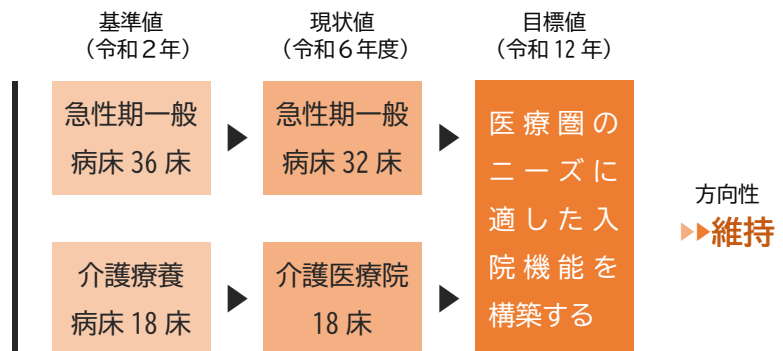 基準値
（令和２年）
現状値
（令和６年度）
目標値
（令和 12 年）
急性期一般
病床 36 床
急性期一般
病床 32 床
介護療養
病床 18 床
介護医療院
18 床
医療圏の
ニーズに
適した入
院機能を
構築する
方向性
維持